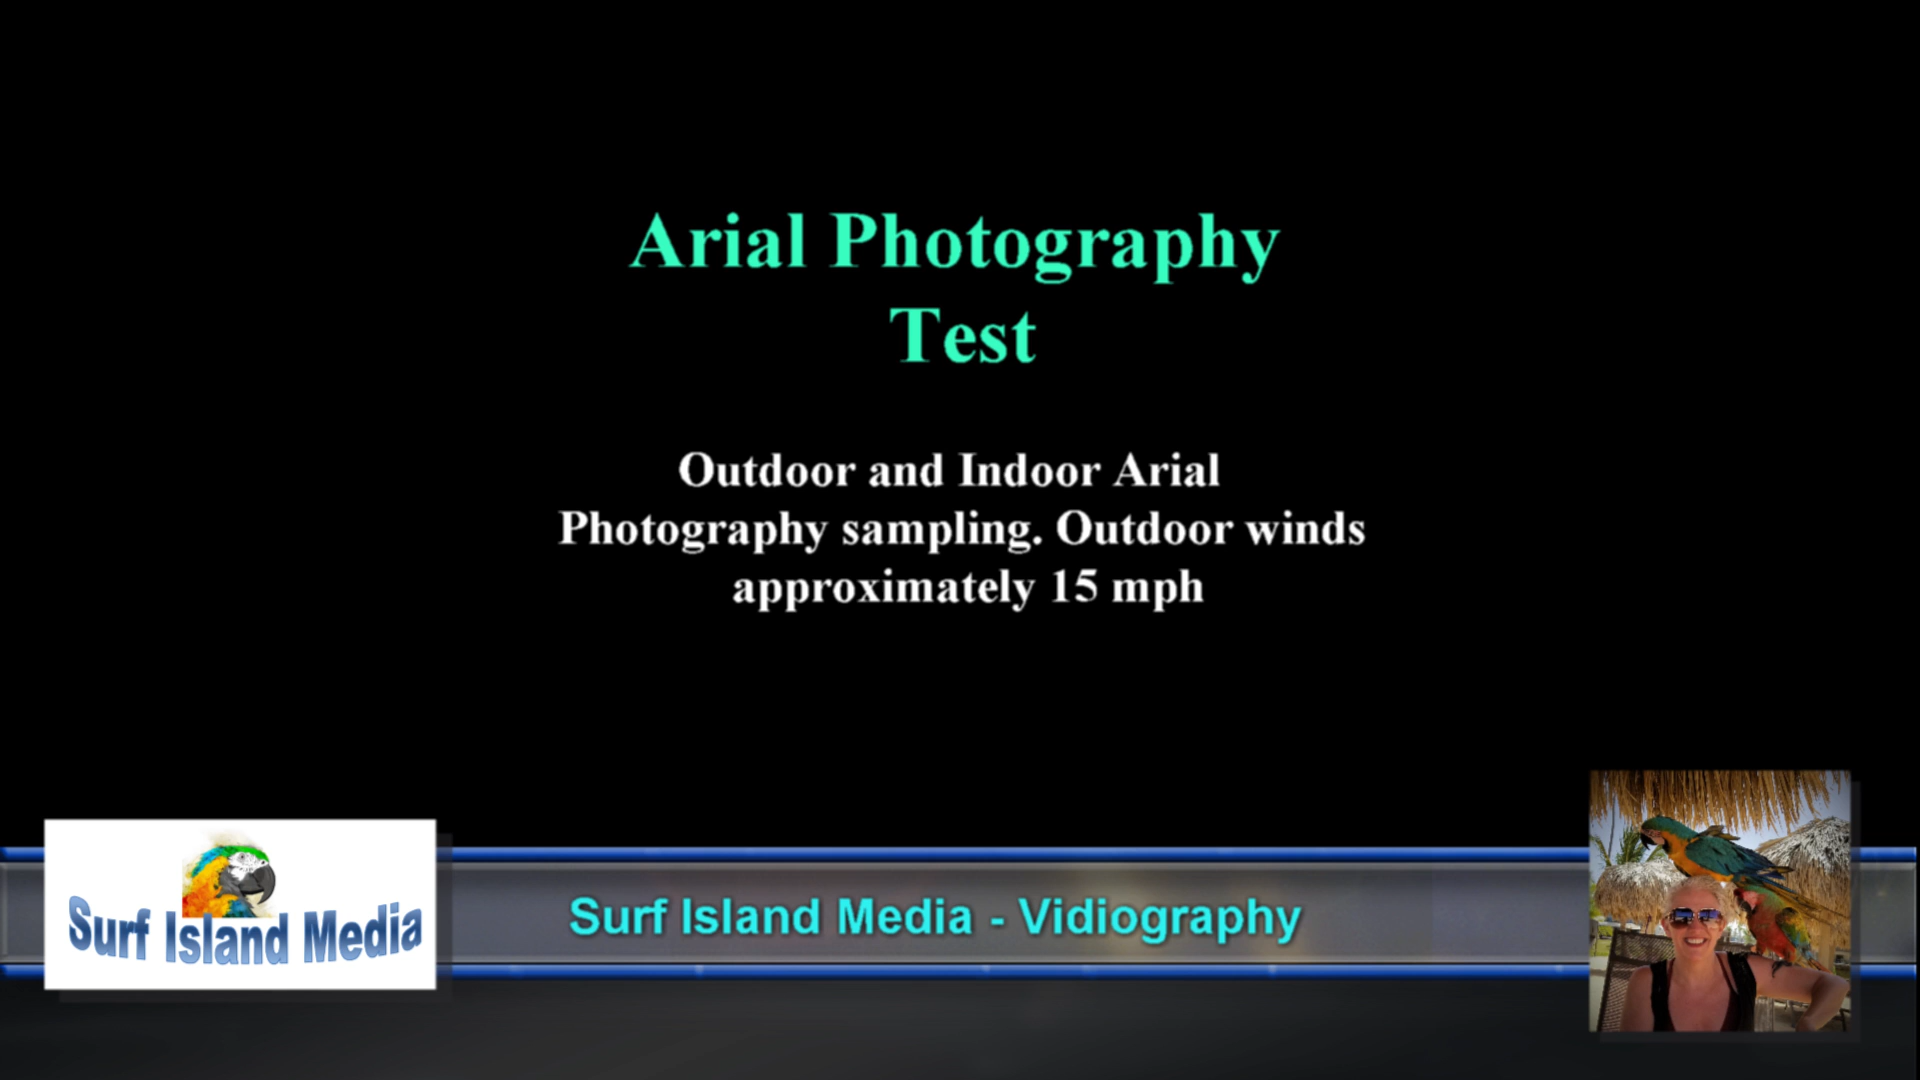 Arial Photography
Test
Outdoor and Indoor Arial
Photography sampling. Outdoor winds
approximately 15 mph
Surf Island Media
Surf Island Media - Vidiography